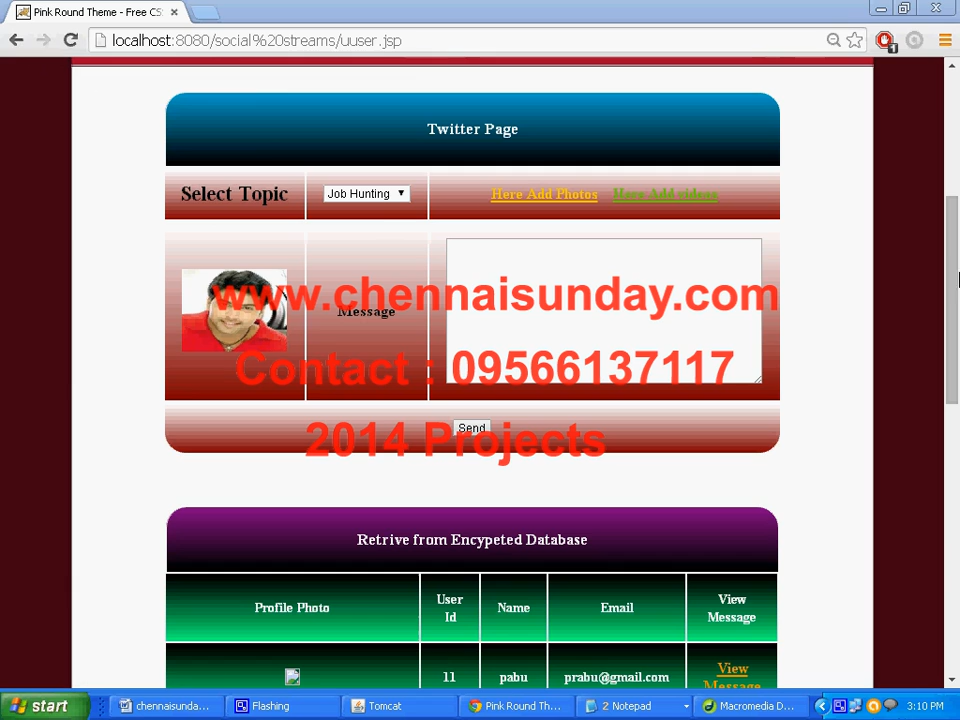 Pink Round Theme - Free CS
localhost:8080/social%20streams/uuser.jsp
Twitter Page
Select Topic
Job Hunting
Here Add Photos Here Add videos
www.chennaisunday.com
Message
Contact : 09566137117
Send
2014 Projects
Retrive from Encypeted Database
Profile Photo
User Id
Name
Email
View Message
11
pabu
prabu@gmail.com
View Message
start
chennaisunda...
Flashing
Tomcat
Pink Round Th...
2 Notepad
Macromedia D...
3:10 PM